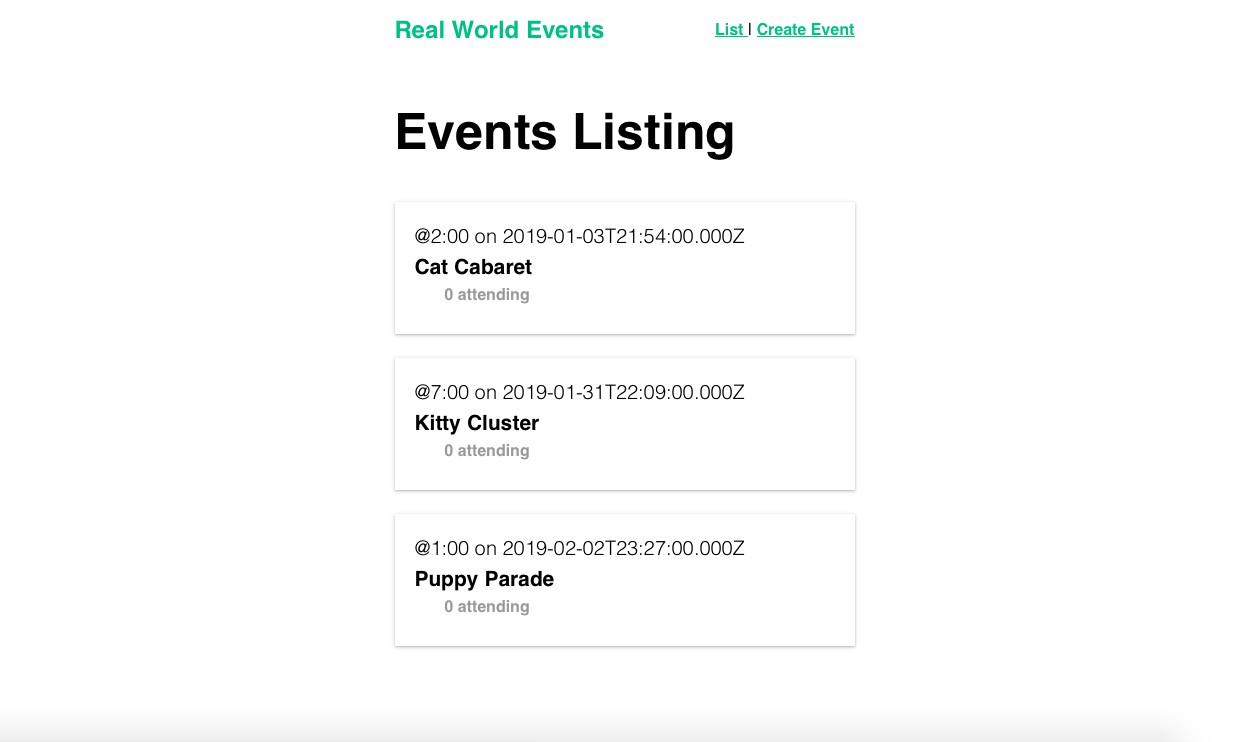 Real World Events
List | Create Event
Events Listing
@2:00 on 2019-01-03T21:54:00.000Z
Cat Cabaret
0 attending
@7:00 on 2019-01-31T22:09:00.000Z
Kitty Cluster
0 attending
@1:00 on 2019-02-02T23:27:00.000Z
Puppy Parade
0 attending